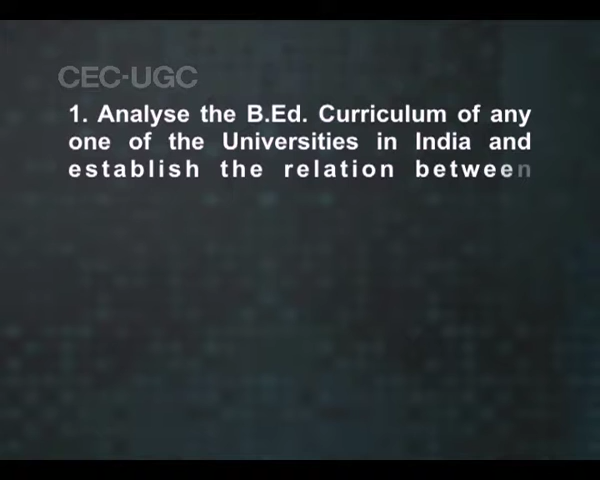 CEC-UGC
1. Analyse the B.Ed. Curriculum of any
one of the Universities in India and
establish the relation between